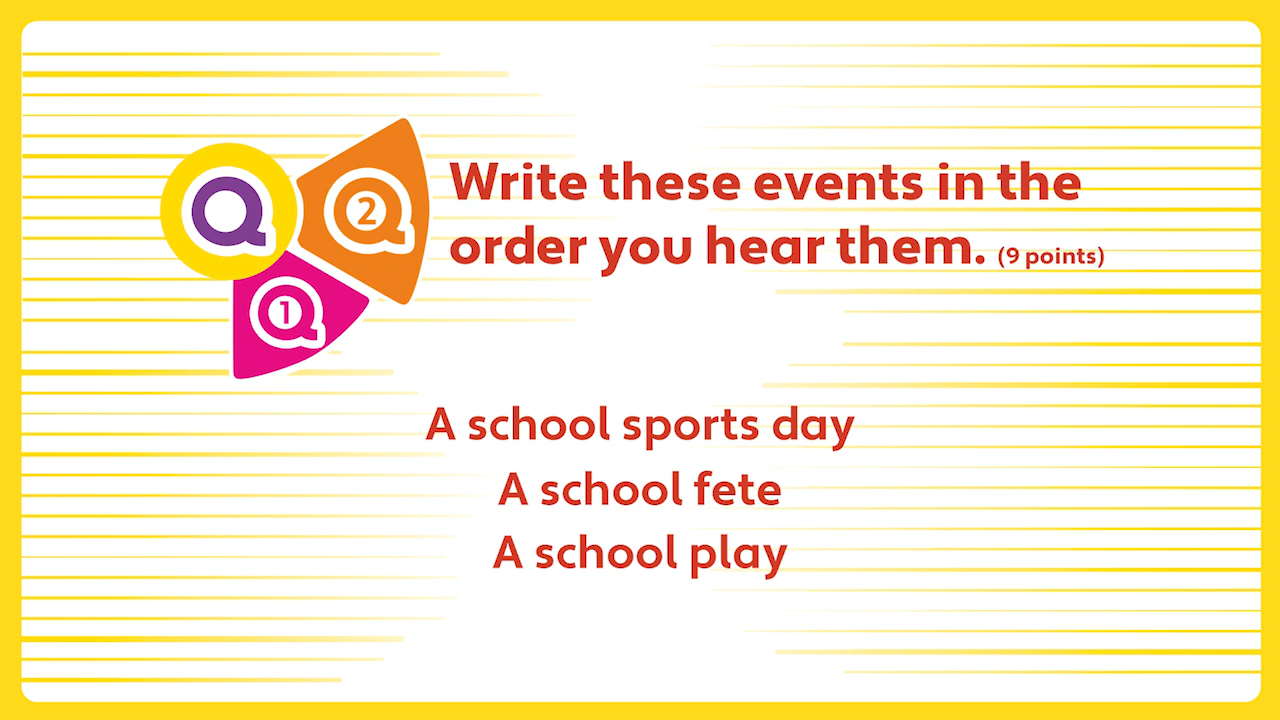 Q
2
1
Write these events in the
order you hear them. (9 points)
A school sports day
A school fete
A school play